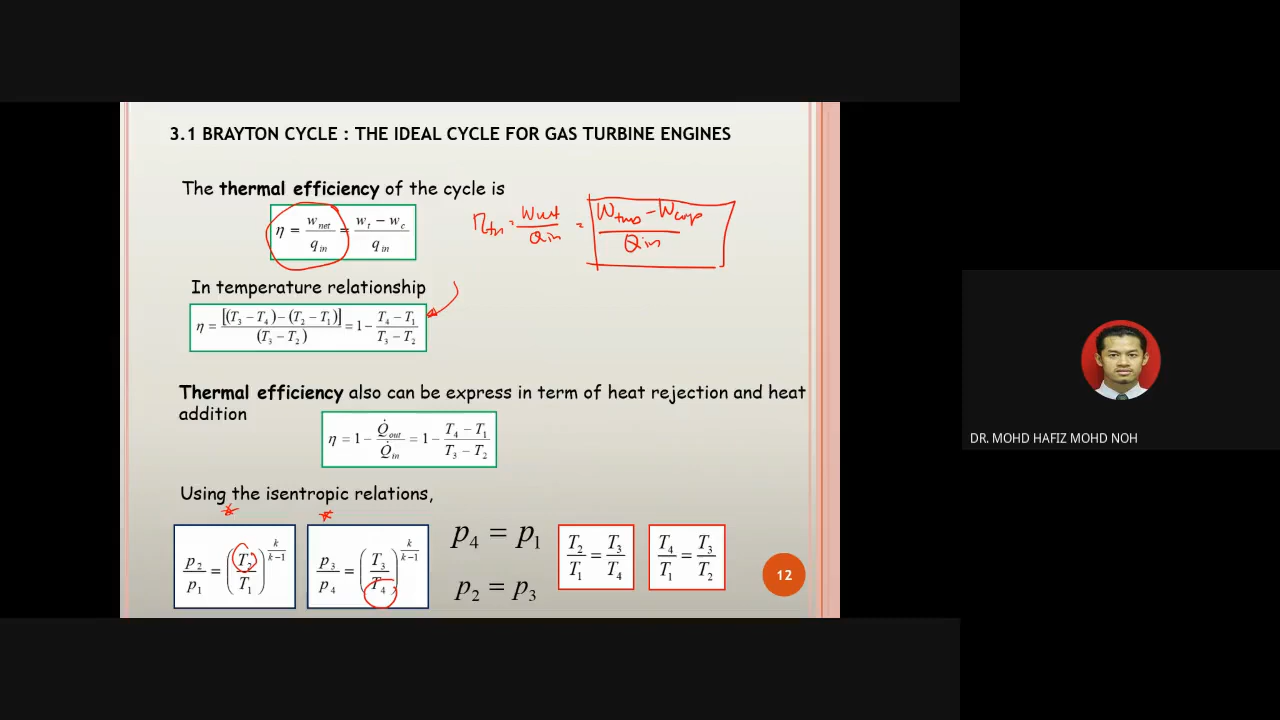 3.1 BRAYTON CYCLE : THE IDEAL CYCLE FOR GAS TURBINE ENGINES
The thermal efficiency of the cycle is
η = w_net / q_in = (w_t − w_c) / q_in
η_th = W_net / Q_in = (W_turb − W_comp) / Q_in
In temperature relationship
η = [(T_3 − T_4) − (T_2 − T_1)] / (T_3 − T_2) = 1 − (T_4 − T_1) / (T_3 − T_2)
Thermal efficiency also can be express in term of heat rejection and heat
addition
η = 1 − Q̇_out / Q̇_in = 1 − (T_4 − T_1) / (T_3 − T_2)
Using the isentropic relations,
p_2 / p_1 = (T_2 / T_1)^(k / k−1)
p_3 / p_4 = (T_3 / T_4)^(k / k−1)
p_4 = p_1
p_2 = p_3
T_2 / T_1 = T_3 / T_4
T_4 / T_1 = T_3 / T_2
12
DR. MOHD HAFIZ MOHD NOH